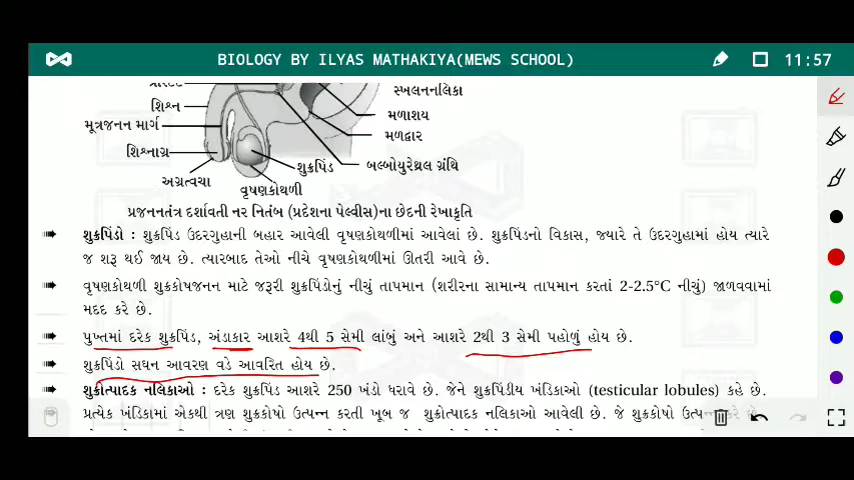 BIOLOGY BY ILYAS MATHAKIYA(MEWS SCHOOL)
11:57
સ્ખલનનલિકા
શિશ્ન
મળાશય
મૂત્રજનન માર્ગ
મળદ્વાર
શિશ્નાગ્ર
શુક્રપિંડ
બલ્બોયુરેથ્રલ ગ્રંથિ
અગ્રત્વચા
વૃષણકોથળી
પ્રજનનતંત્ર દર્શાવતી નર નિતંબ (પ્રદેશના પેલ્વીસ)ના છેદની રેખાકૃતિ
શુક્રપિંડો : શુક્રપિંડ ઉદરગુહાની બહાર આવેલી વૃષણકોથળીમાં આવેલાં છે. શુક્રપિંડનો વિકાસ, જ્યારે તે ઉદરગુહામાં હોય ત્યારે
જ શરૂ થઈ જાય છે. ત્યારબાદ તેઓ નીચે વૃષણકોથળીમાં ઊતરી આવે છે.
વૃષણકોથળી શુક્રકોષજનન માટે જરૂરી શુક્રપિંડોનું નીચું તાપમાન (શરીરના સામાન્ય તાપમાન કરતાં 2-2.5°C નીચું) જાળવવામાં
મદદ કરે છે.
પુખ્તમાં દરેક શુક્રપિંડ, અંડાકાર આશરે 4થી 5 સેમી લાંબું અને આશરે 2થી 3 સેમી પહોળું હોય છે.
શુક્રપિંડો સઘન આવરણ વડે આવરિત હોય છે.
શુક્રોત્પાદક નલિકાઓ : દરેક શુક્રપિંડ આશરે 250 ખંડો ધરાવે છે. જેને શુક્રપિંડીય ખંડિકાઓ (testicular lobules) કહે છે.
પ્રત્યેક ખંડિકામાં એકથી ત્રણ શુક્રકોષો ઉત્પન્ન કરતી ખૂબ જ શુક્રોત્પાદક નલિકાઓ આવેલી છે. જે શુક્રકોષો